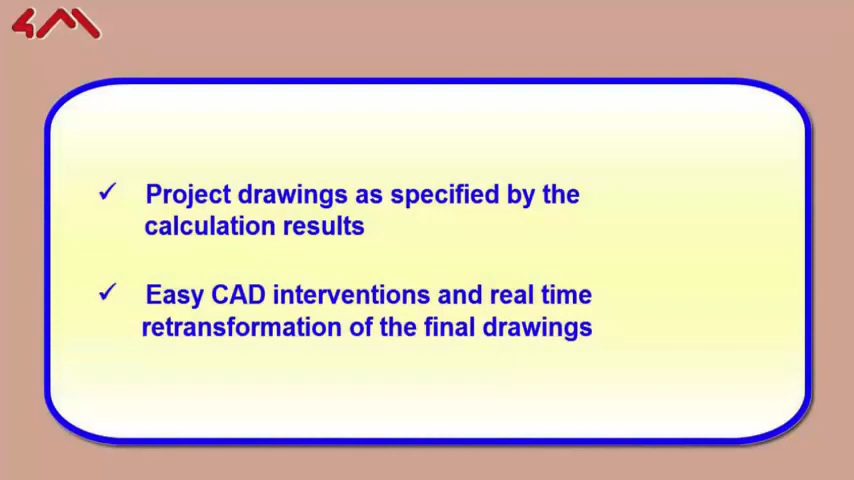 4M
✓ Project drawings as specified by the
calculation results
✓ Easy CAD interventions and real time
retransformation of the final drawings